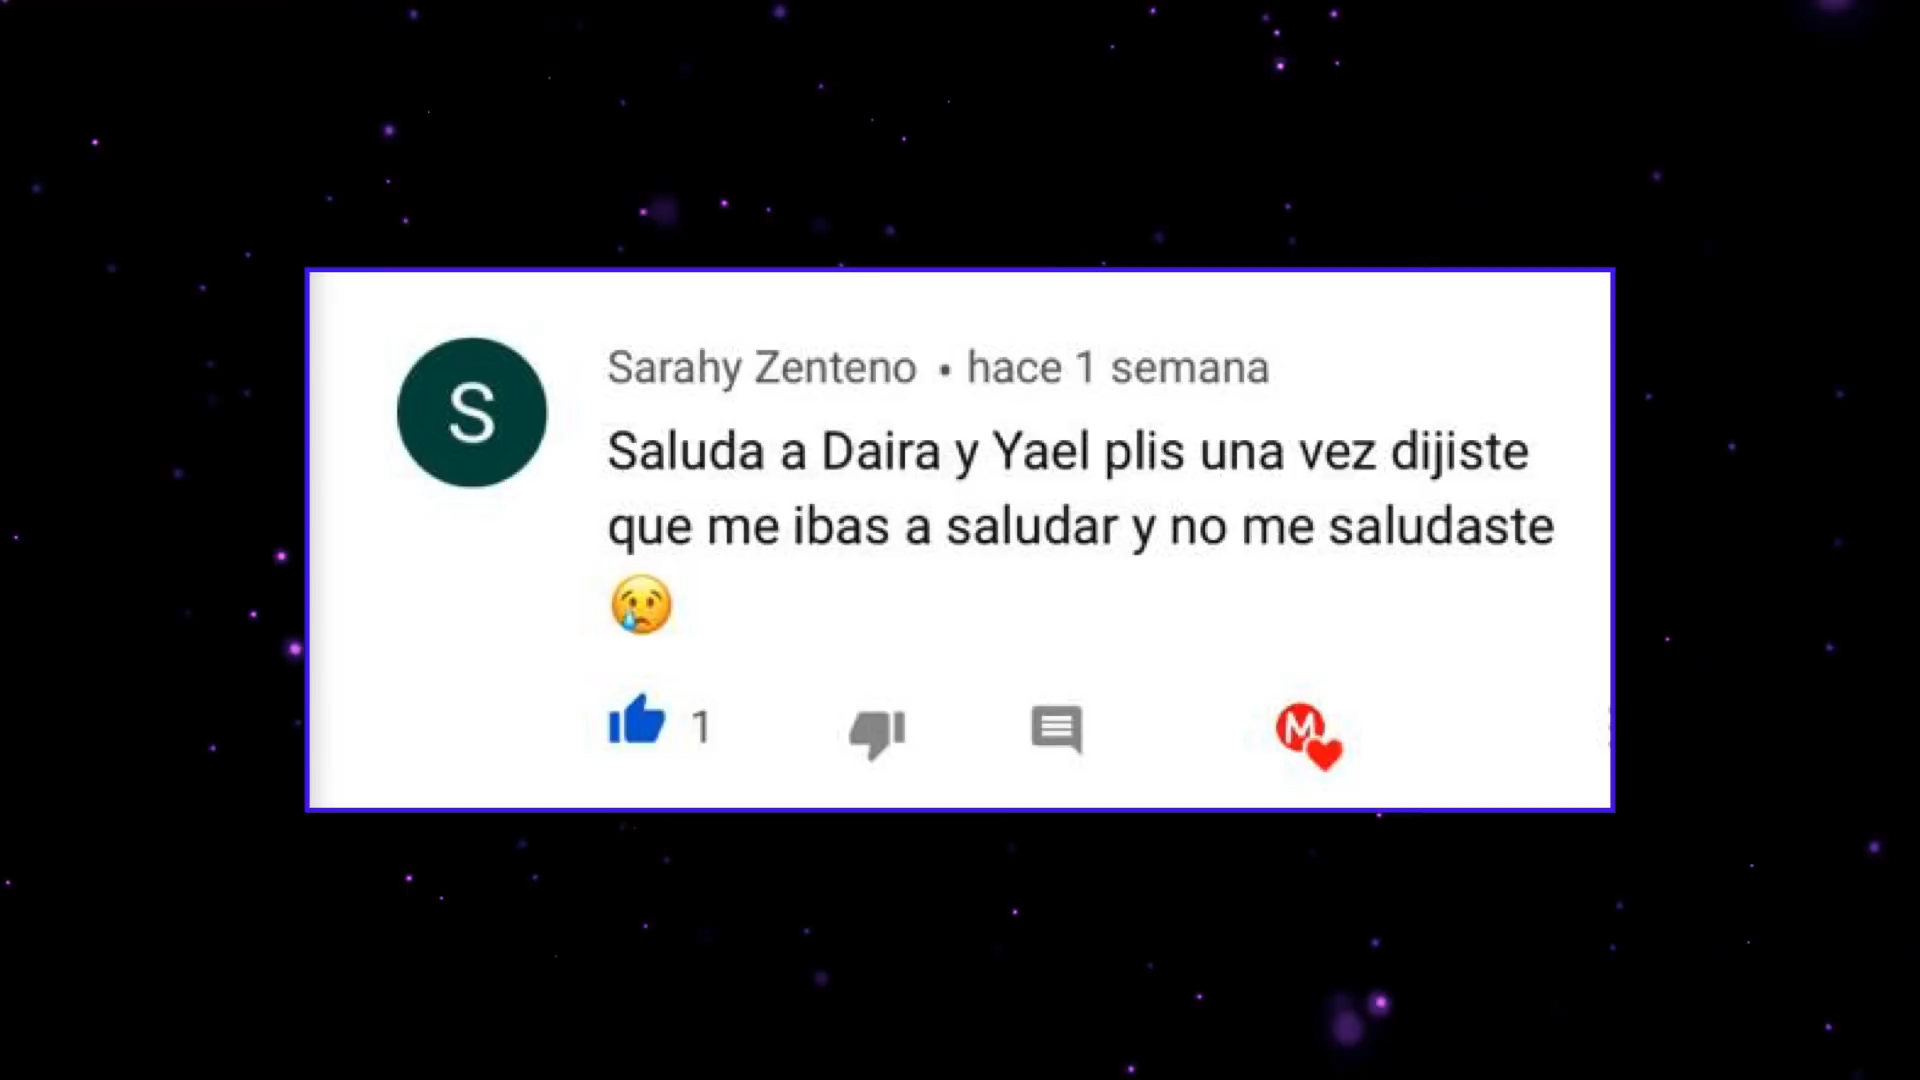 S
Sarahy Zenteno • hace 1 semana
Saluda a Daira y Yael plis una vez dijiste
que me ibas a saludar y no me saludaste
😢
1
M